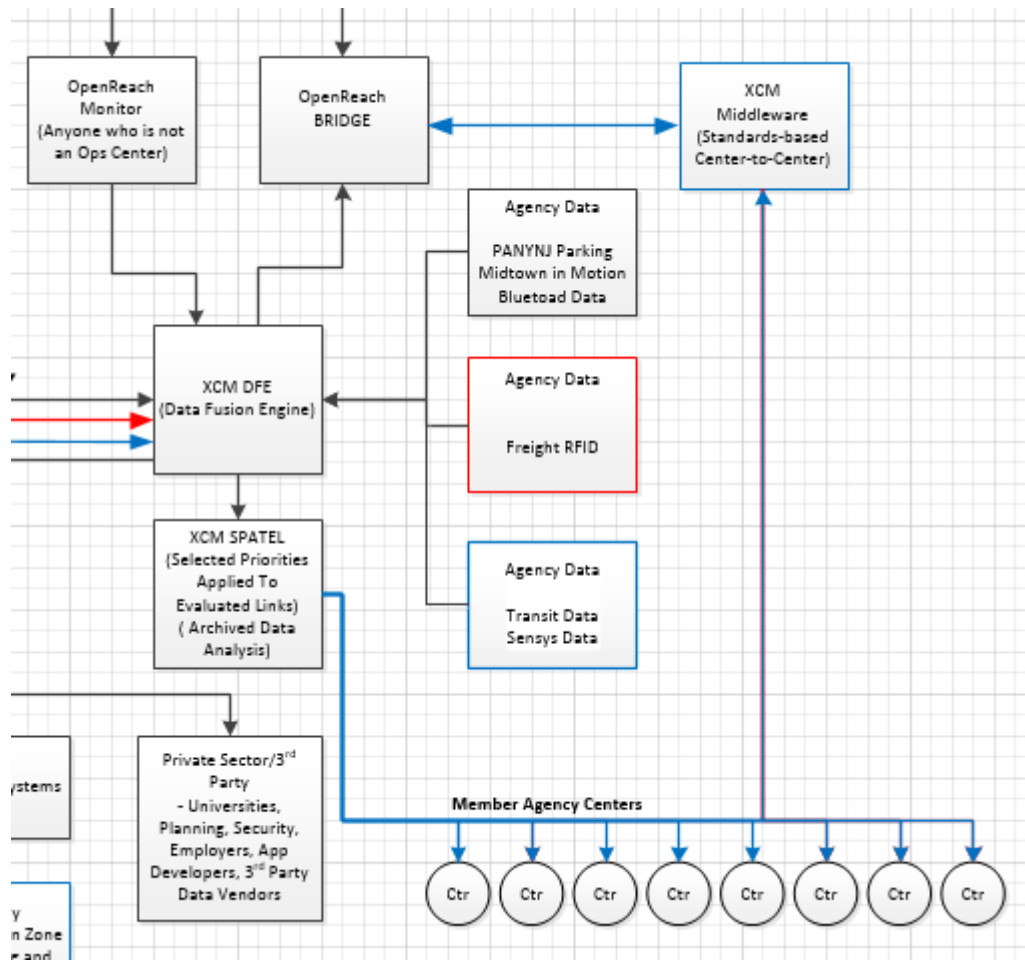 OpenReach
Monitor
(Anyone who is not
an Ops Center)
OpenReach
BRIDGE
XCM
Middleware
(Standards-based
Center-to-Center)
Agency Data
PANYNJ Parking
Midtown in Motion
Bluetoad Data
XCM DFE
(Data Fusion Engine)
Agency Data
Freight RFID
XCM SPATEL
(Selected Priorities
Applied To
Evaluated Links)
( Archived Data
Analysis)
Agency Data
Transit Data
Sensys Data
Private Sector/3rd
Party
- Universities,
Planning, Security,
Employers, App
Developers, 3rd Party
Data Vendors
ystems
Member Agency Centers
Ctr
Ctr
Ctr
Ctr
Ctr
Ctr
Ctr
Ctr
y
n Zone
e and